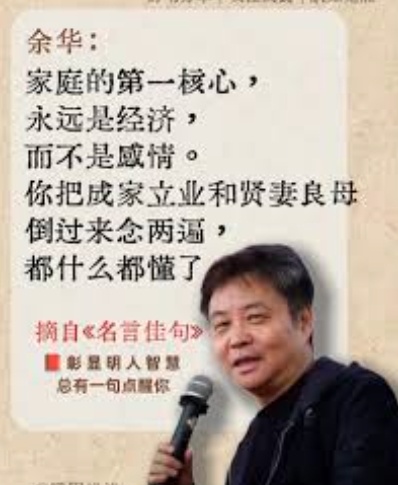 余华：
家庭的第一核心，
永远是经济，
而不是感情。
你把成家立业和贤妻良母
倒过来念两遍，
都什么都懂了
摘自《名言佳句》
彰显明人智慧
总有一句点醒你